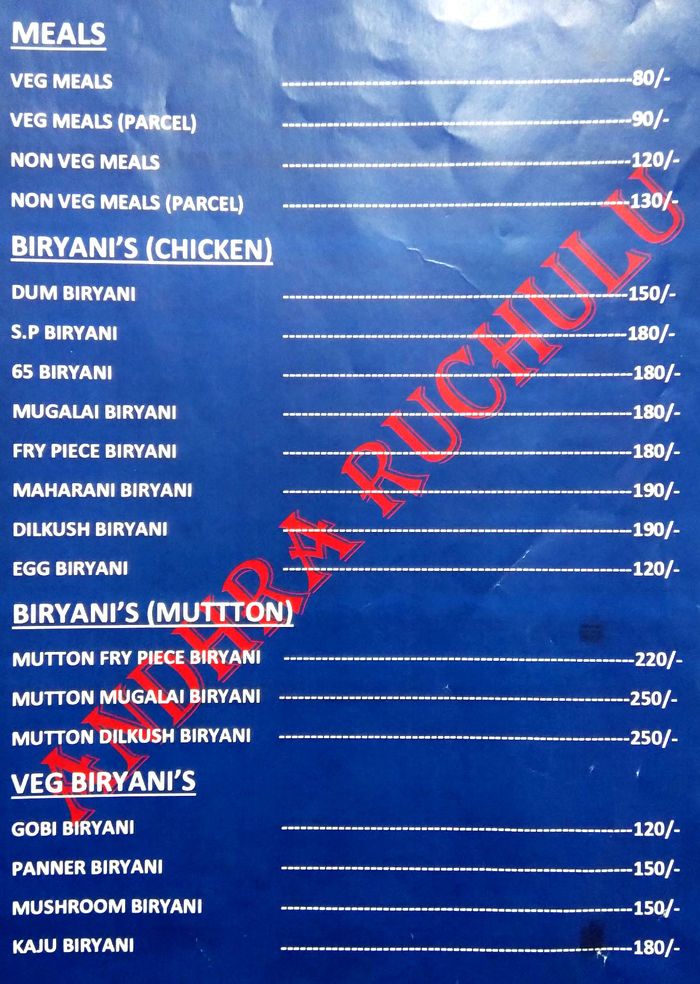 MEALS
VEG MEALS ----------80/-
VEG MEALS (PARCEL) ----------90/-
NON VEG MEALS ----------120/-
NON VEG MEALS (PARCEL) ----------130/-
BIRYANI'S (CHICKEN)
DUM BIRYANI ----------150/-
S.P BIRYANI ----------180/-
65 BIRYANI ----------180/-
MUGALAI BIRYANI ----------180/-
FRY PIECE BIRYANI ----------180/-
MAHARANI BIRYANI ----------190/-
DILKUSH BIRYANI ----------190/-
EGG BIRYANI ----------120/-
BIRYANI'S (MUTTTON)
MUTTON FRY PIECE BIRYANI ----------220/-
MUTTON MUGALAI BIRYANI ----------250/-
MUTTON DILKUSH BIRYANI ----------250/-
VEG BIRYANI'S
GOBI BIRYANI ----------120/-
PANNER BIRYANI ----------150/-
MUSHROOM BIRYANI ----------150/-
KAJU BIRYANI ----------180/-
ANDHRA RUCHULU